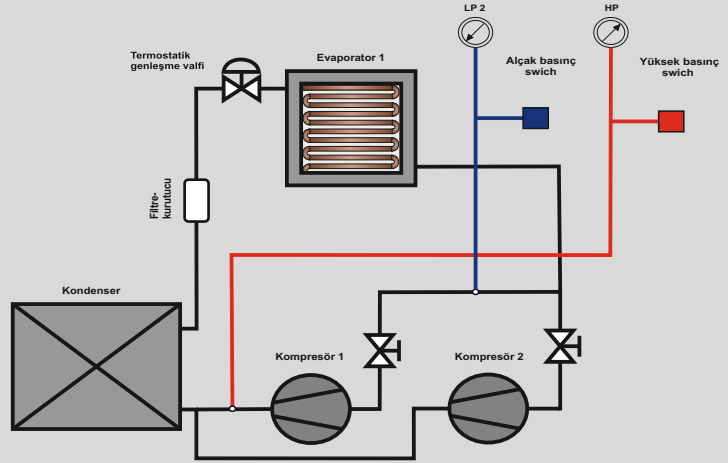 LP 2
HP
Termostatik
genleşme valfi
Evaporator 1
Alçak basınç
swich
Yüksek basınç
swich
Filtre-
kurutucu
Kondenser
Kompresör 1
Kompresör 2